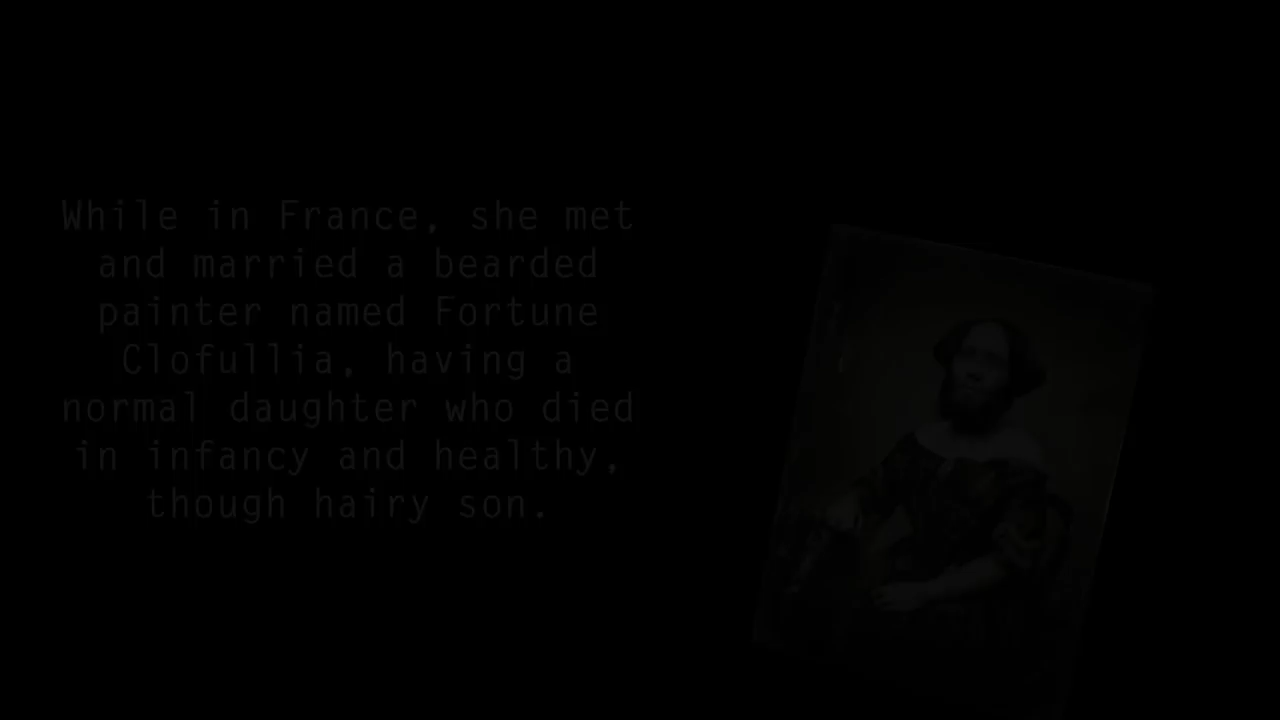 While in France, she met
and married a bearded
painter named Fortune
Clofullia, having a
normal daughter who died
in infancy and healthy,
though hairy son.